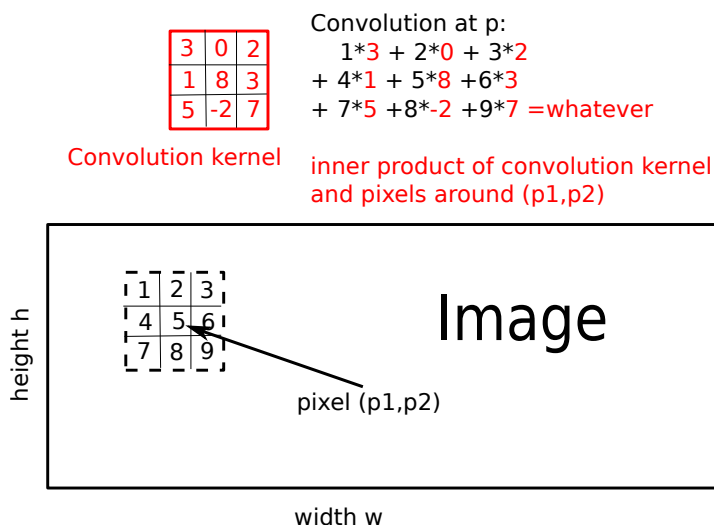 3 0 2
1 8 3
5 -2 7
Convolution kernel
Convolution at p:
1*3 + 2*0 + 3*2
+ 4*1 + 5*8 +6*3
+ 7*5 +8*-2 +9*7 =whatever
inner product of convolution kernel
and pixels around (p1,p2)
1 2 3
4 5 6
7 8 9
Image
pixel (p1,p2)
height h
width w